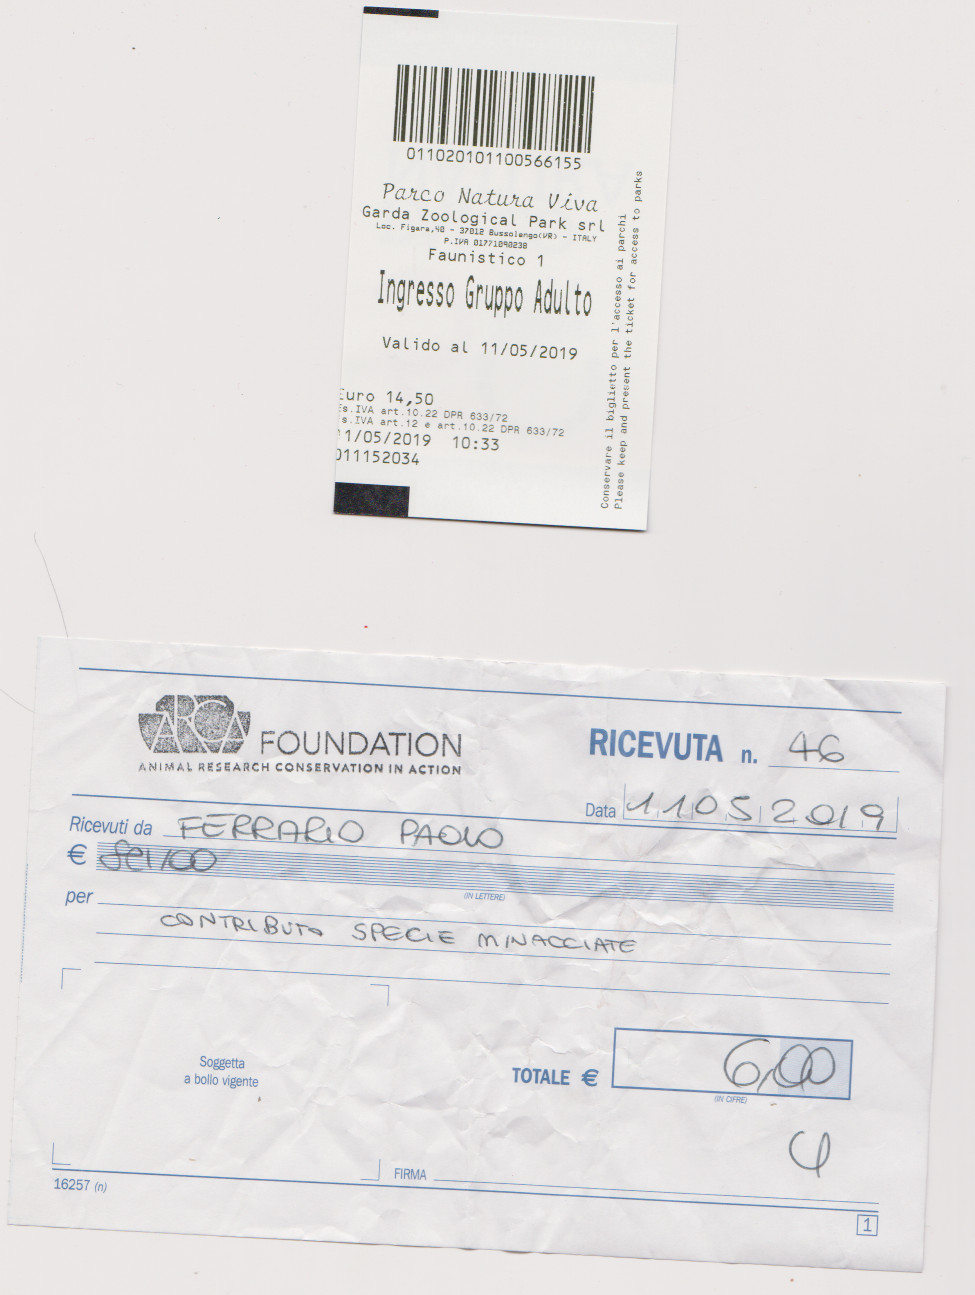 011020101100566155
Parco Natura Viva
Garda Zoological Park srl
Loc. Figara,40 - 37012 Bussolengo(VR) - ITALY
P.IVA 01771090238
Faunistico 1
Ingresso Gruppo Adulto
Valido al 11/05/2019
Euro 14,50
Es.IVA art.10.22 DPR 633/72
Es.IVA art.12 e art.10.22 DPR 633/72
11/05/2019 10:33
011152034
Conservare il biglietto per l'accesso ai parchi
Please keep and present the ticket for access to parks
ARCA FOUNDATION
ANIMAL RESEARCH CONSERVATION IN ACTION
RICEVUTA n. 46
Data 11 05 2019
Ricevuti da FERRARIO PAOLO
€ Sei/00
(IN LETTERE)
per
CONTRIBUTO SPECIE MINACCIATE
Soggetta
a bollo vigente
TOTALE € 6,00
(IN CIFRE)
FIRMA
16257 (n)
1